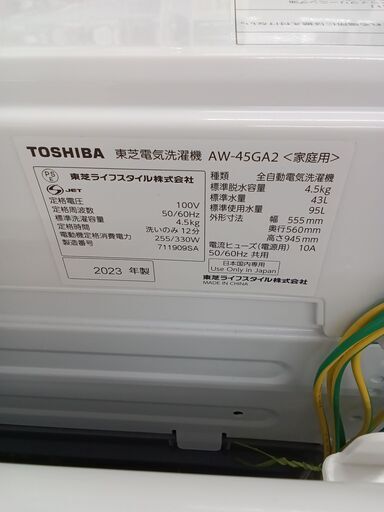 TOSHIBA 東芝電気洗濯機 AW-45GA2 <家庭用>
PS
E
JET
東芝ライフスタイル株式会社
定格電圧 100V
定格周波数 50/60Hz
標準洗濯容量 4.5kg
定格時間 洗いのみ 12分
電動機定格消費電力 255/330W
製造番号 711909SA
2023 年製
種類 全自動電気洗濯機
標準脱水容量 4.5kg
標準水量 43L
標準使用水量 95L
外形寸法 幅 555mm
奥行560mm
高さ945mm
電流ヒューズ(電源用) 10A
50/60Hz 共用
日本国内専用
Use Only in Japan
東芝ライフスタイル株式会社
MADE IN CHINA